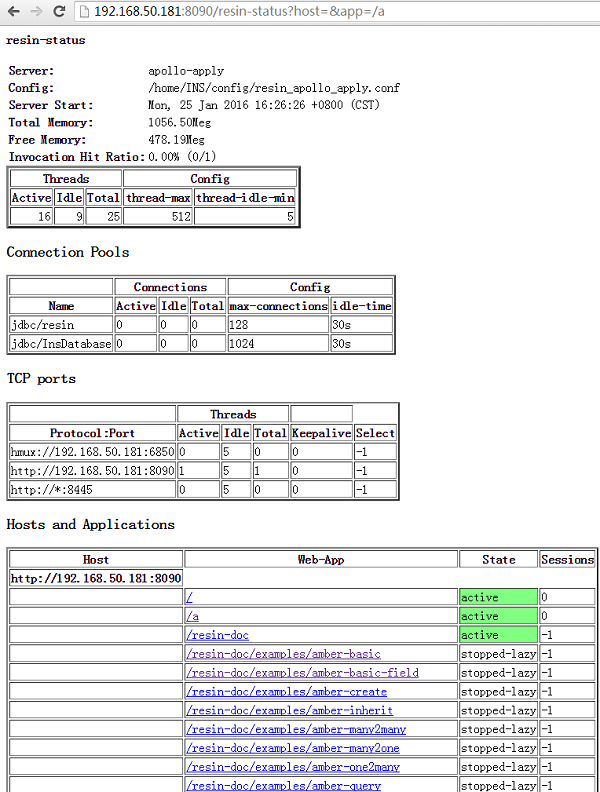 192.168.50.181:8090/resin-status?host=&app=/a
resin-status
Server: apollo-apply
Config: /home/INS/config/resin_apollo_apply.conf
Server Start: Mon, 25 Jan 2016 16:26:26 +0800 (CST)
Total Memory: 1056.50Meg
Free Memory: 478.19Meg
Invocation Hit Ratio: 0.00% (0/1)
Threads Config
Active Idle Total thread-max thread-idle-min
16 9 25 512 5
Connection Pools
Connections Config
Name Active Idle Total max-connections idle-time
jdbc/resin 0 0 0 128 30s
jdbc/InsDatabase 0 0 0 1024 30s
TCP ports
Threads
Protocol:Port Active Idle Total Keepalive Select
hmux://192.168.50.181:6850 0 5 0 0 -1
http://192.168.50.181:8090 1 5 1 0 -1
http://*:8445 0 5 0 0 -1
Hosts and Applications
Host Web-App State Sessions
http://192.168.50.181:8090
/ active 0
/a active 0
/resin-doc active -1
/resin-doc/examples/amber-basic stopped-lazy -1
/resin-doc/examples/amber-basic-field stopped-lazy -1
/resin-doc/examples/amber-create stopped-lazy -1
/resin-doc/examples/amber-inherit stopped-lazy -1
/resin-doc/examples/amber-many2many stopped-lazy -1
/resin-doc/examples/amber-many2one stopped-lazy -1
/resin-doc/examples/amber-one2many stopped-lazy -1
/resin-doc/examples/amber-query stopped-lazy -1